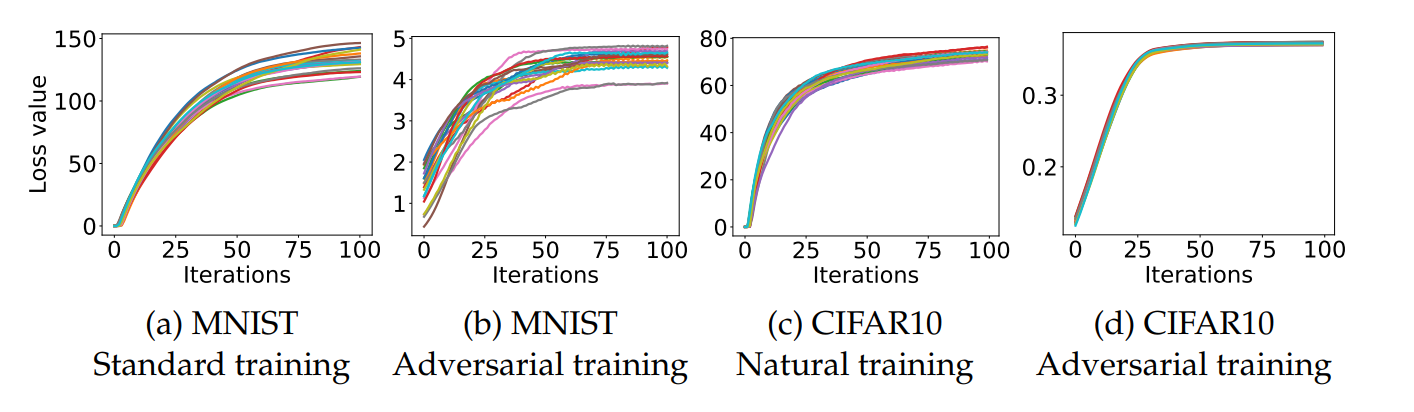 Loss value
150
100
50
0
0 25 50 75 100
Iterations
5
4
3
2
1
0 25 50 75 100
Iterations
80
60
40
20
0
0 25 50 75 100
Iterations
0.3
0.2
0 25 50 75 100
Iterations
(a) MNIST
Standard training
(b) MNIST
Adversarial training
(c) CIFAR10
Natural training
(d) CIFAR10
Adversarial training